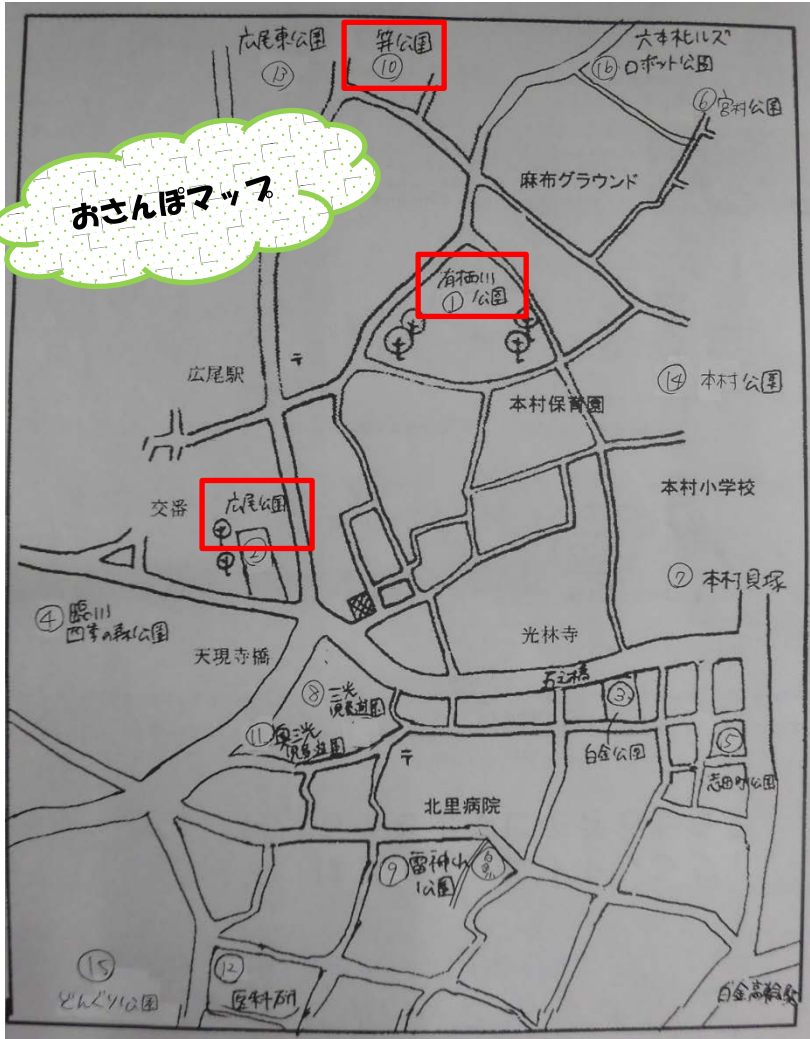 広尾東公園
⑬
笄公園
⑩
六本木ヒルズ
⑯ ロボット公園
⑥ 宮村公園
おさんぽマップ
麻布グラウンド
有栖川
① 公園
〒
広尾駅
⑭ 本村公園
本村保育園
交番
広尾公園
②
本村小学校
⑦ 本村貝塚
④ 臨川
四季の森公園
天現寺橋
光林寺
五之橋
⑧ 三光
児童遊園
③
⑪ 奥三光
児童遊園
白金公園
⑤
〒
志田町公園
北里病院
⑨ 雷神山
公園
⑮
どんぐり公園
⑫
医科研
白金高輪駅